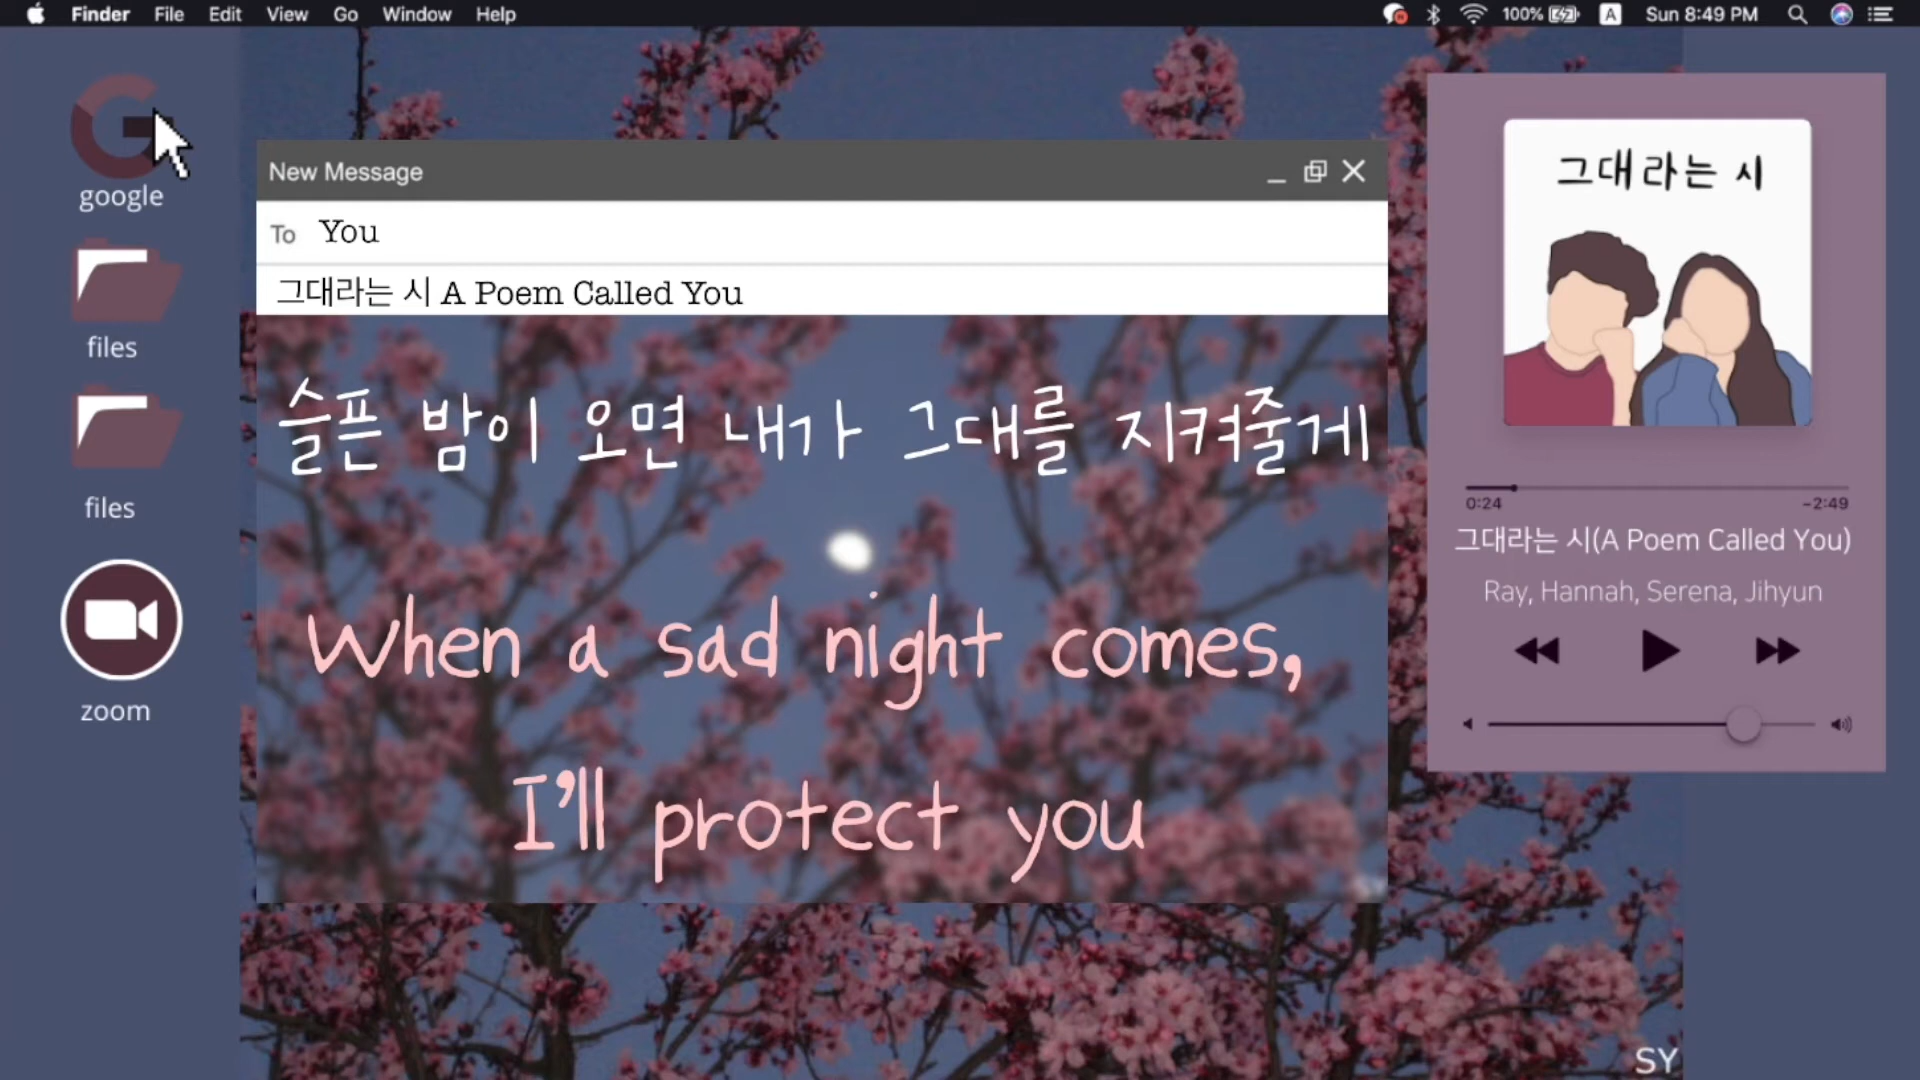 Finder File Edit View Go Window Help
100% A Sun 8:49 PM
google
files
files
zoom
New Message
To You
그대라는 시 A Poem Called You
슬픈 밤이 오면 내가 그대를 지켜줄게
When a sad night comes,
I'll protect you
그대라는 시
0:24 -2:49
그대라는 시(A Poem Called You)
Ray, Hannah, Serena, Jihyun
SY